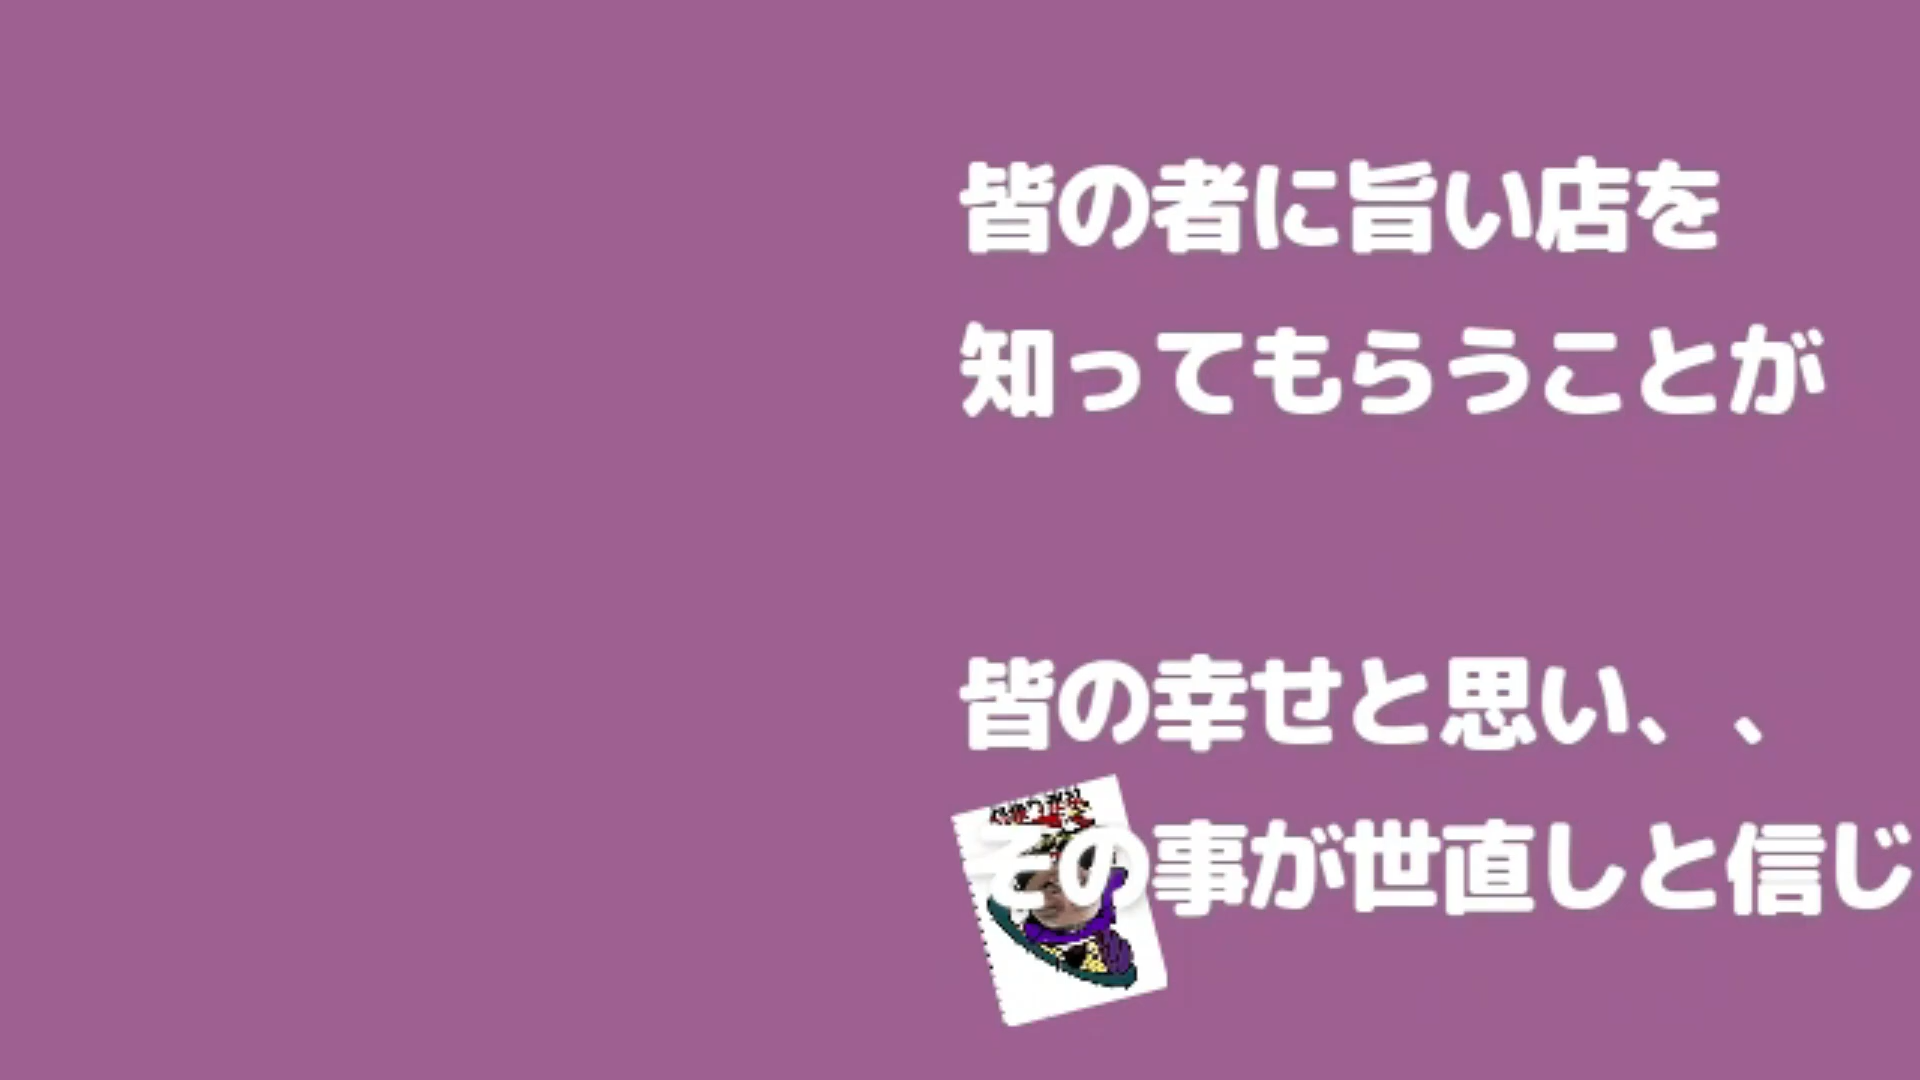 皆の者に旨い店を
知ってもらうことが
皆の幸せと思い、、
その事が世直しと信じ